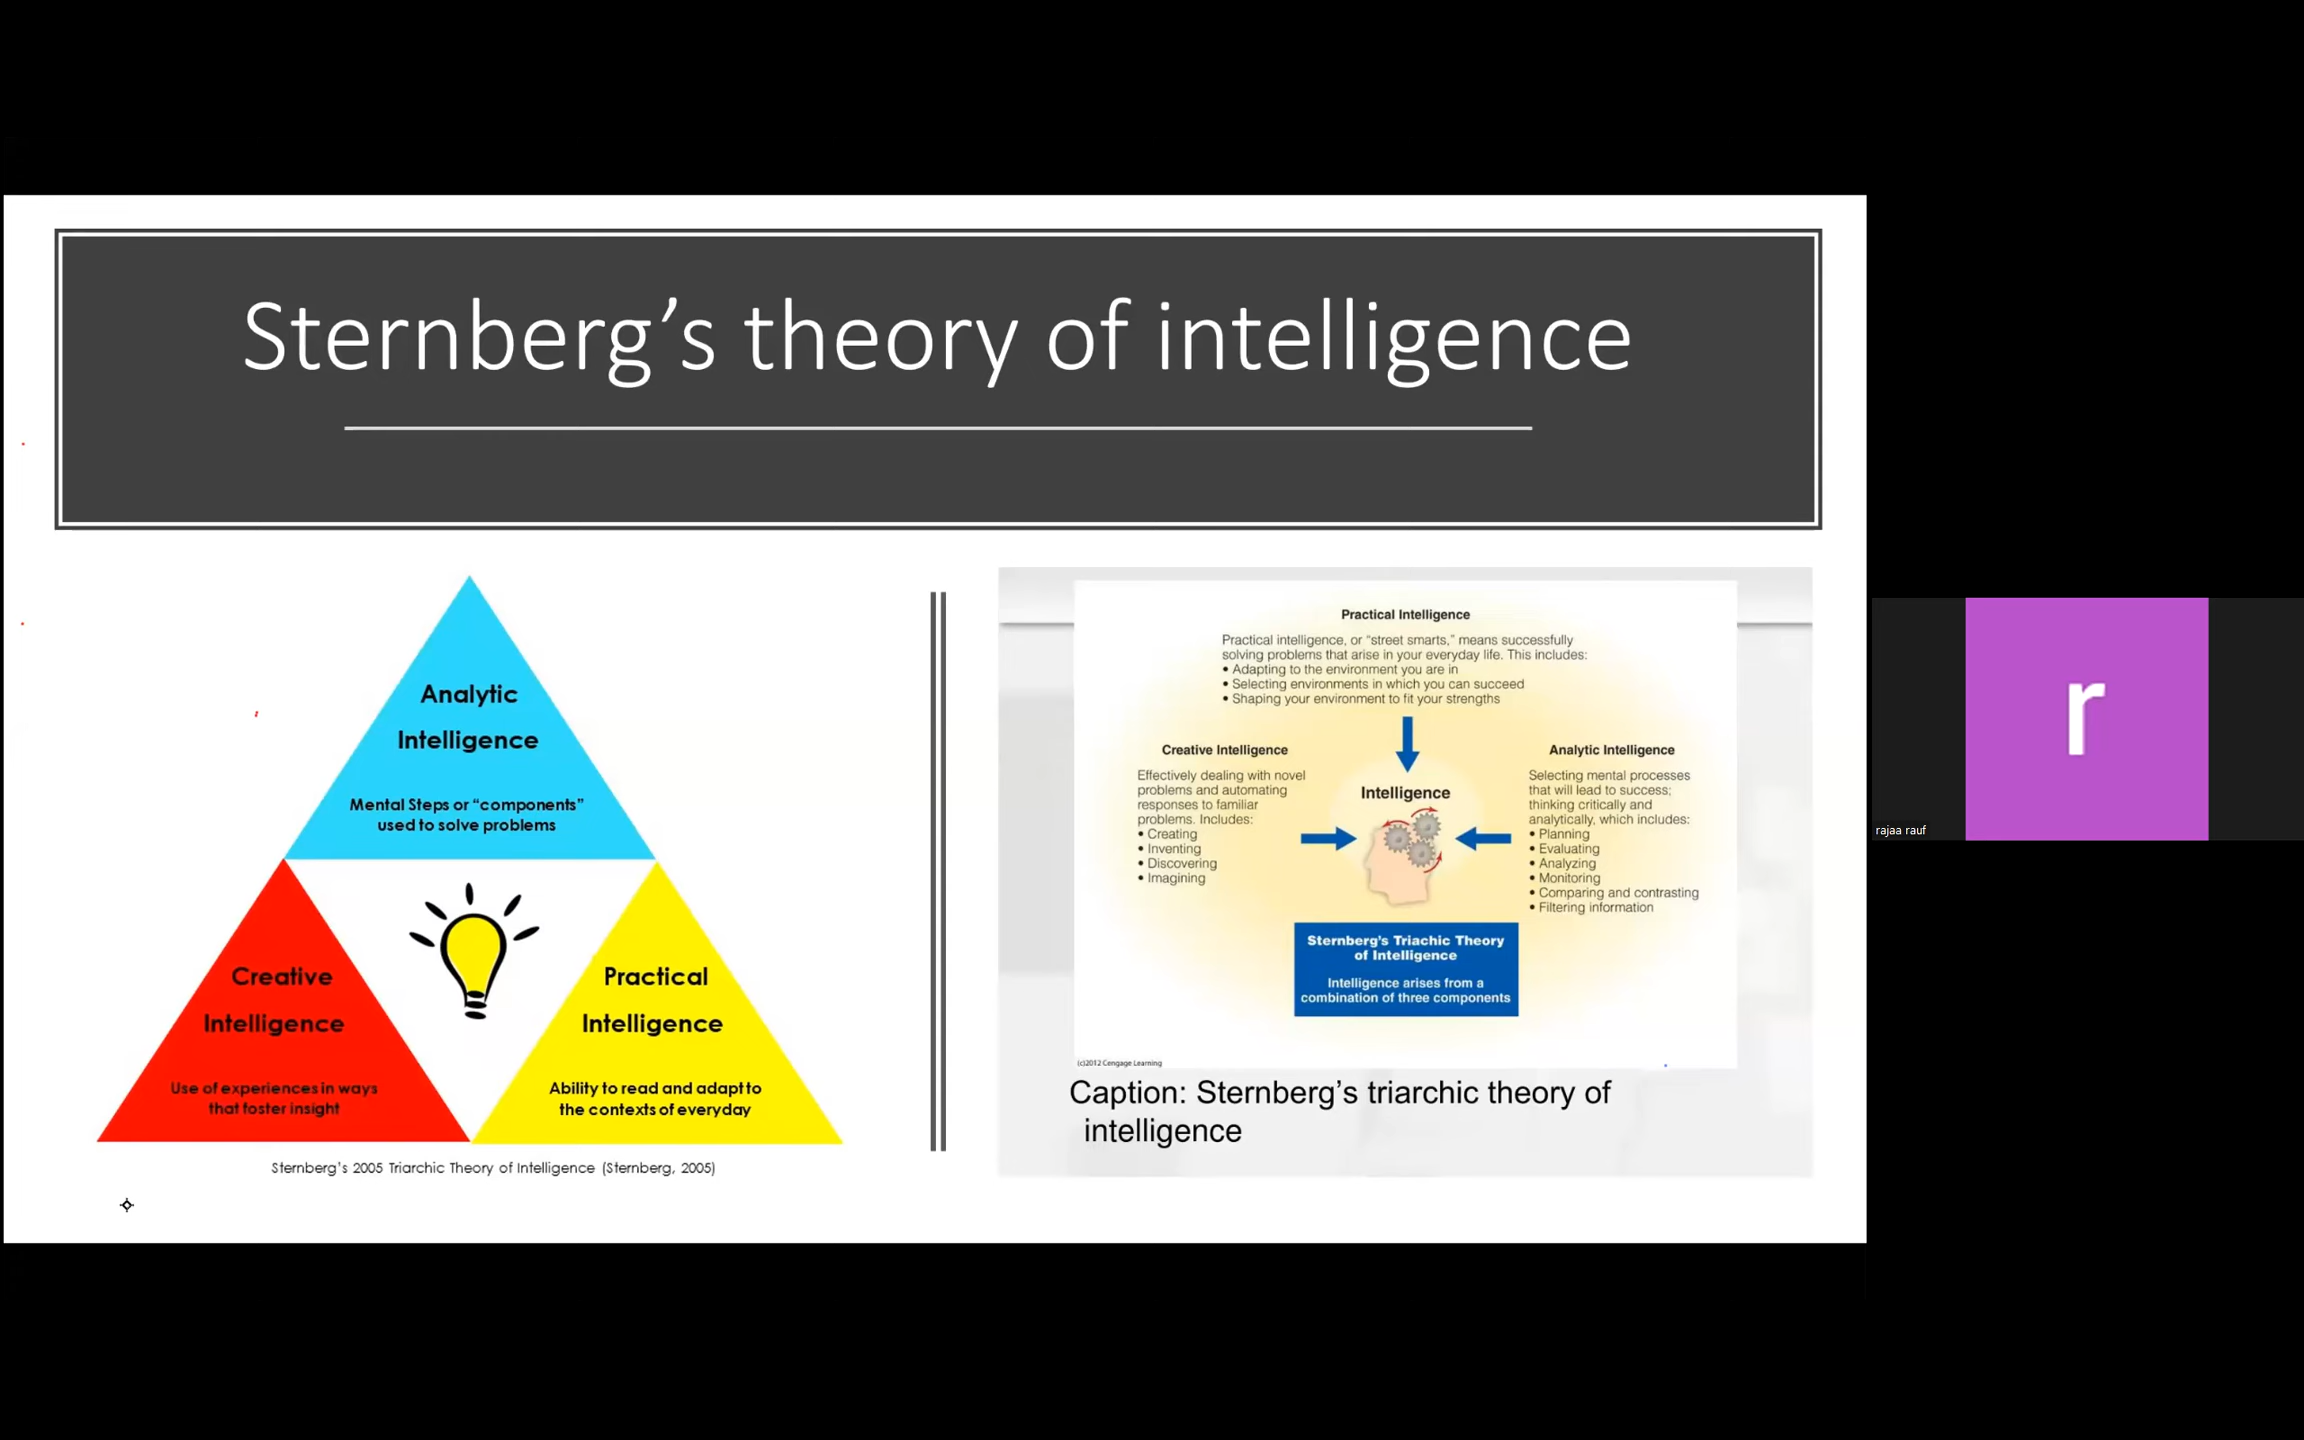 Sternberg’s theory of intelligence
Analytic
Intelligence
Mental Steps or “components”
used to solve problems
Creative
Intelligence
Use of experiences in ways
that foster insight
Practical
Intelligence
Ability to read and adapt to
the contexts of everyday
Sternberg’s 2005 Triarchic Theory of Intelligence (Sternberg, 2005)
Practical Intelligence
Practical intelligence, or “street smarts,” means successfully
solving problems that arise in your everyday life. This includes:
• Adapting to the environment you are in
• Selecting environments in which you can succeed
• Shaping your environment to fit your strengths
Creative Intelligence
Effectively dealing with novel
problems and automating
responses to familiar
problems. Includes:
• Creating
• Inventing
• Discovering
• Imagining
Intelligence
Analytic Intelligence
Selecting mental processes
that will lead to success;
thinking critically and
analytically, which includes:
• Planning
• Evaluating
• Analyzing
• Monitoring
• Comparing and contrasting
• Filtering information
Sternberg’s Triachic Theory
of Intelligence
Intelligence arises from a
combination of three components
(c)2012 Cengage Learning
Caption: Sternberg’s triarchic theory of
intelligence
r
rajaa rauf